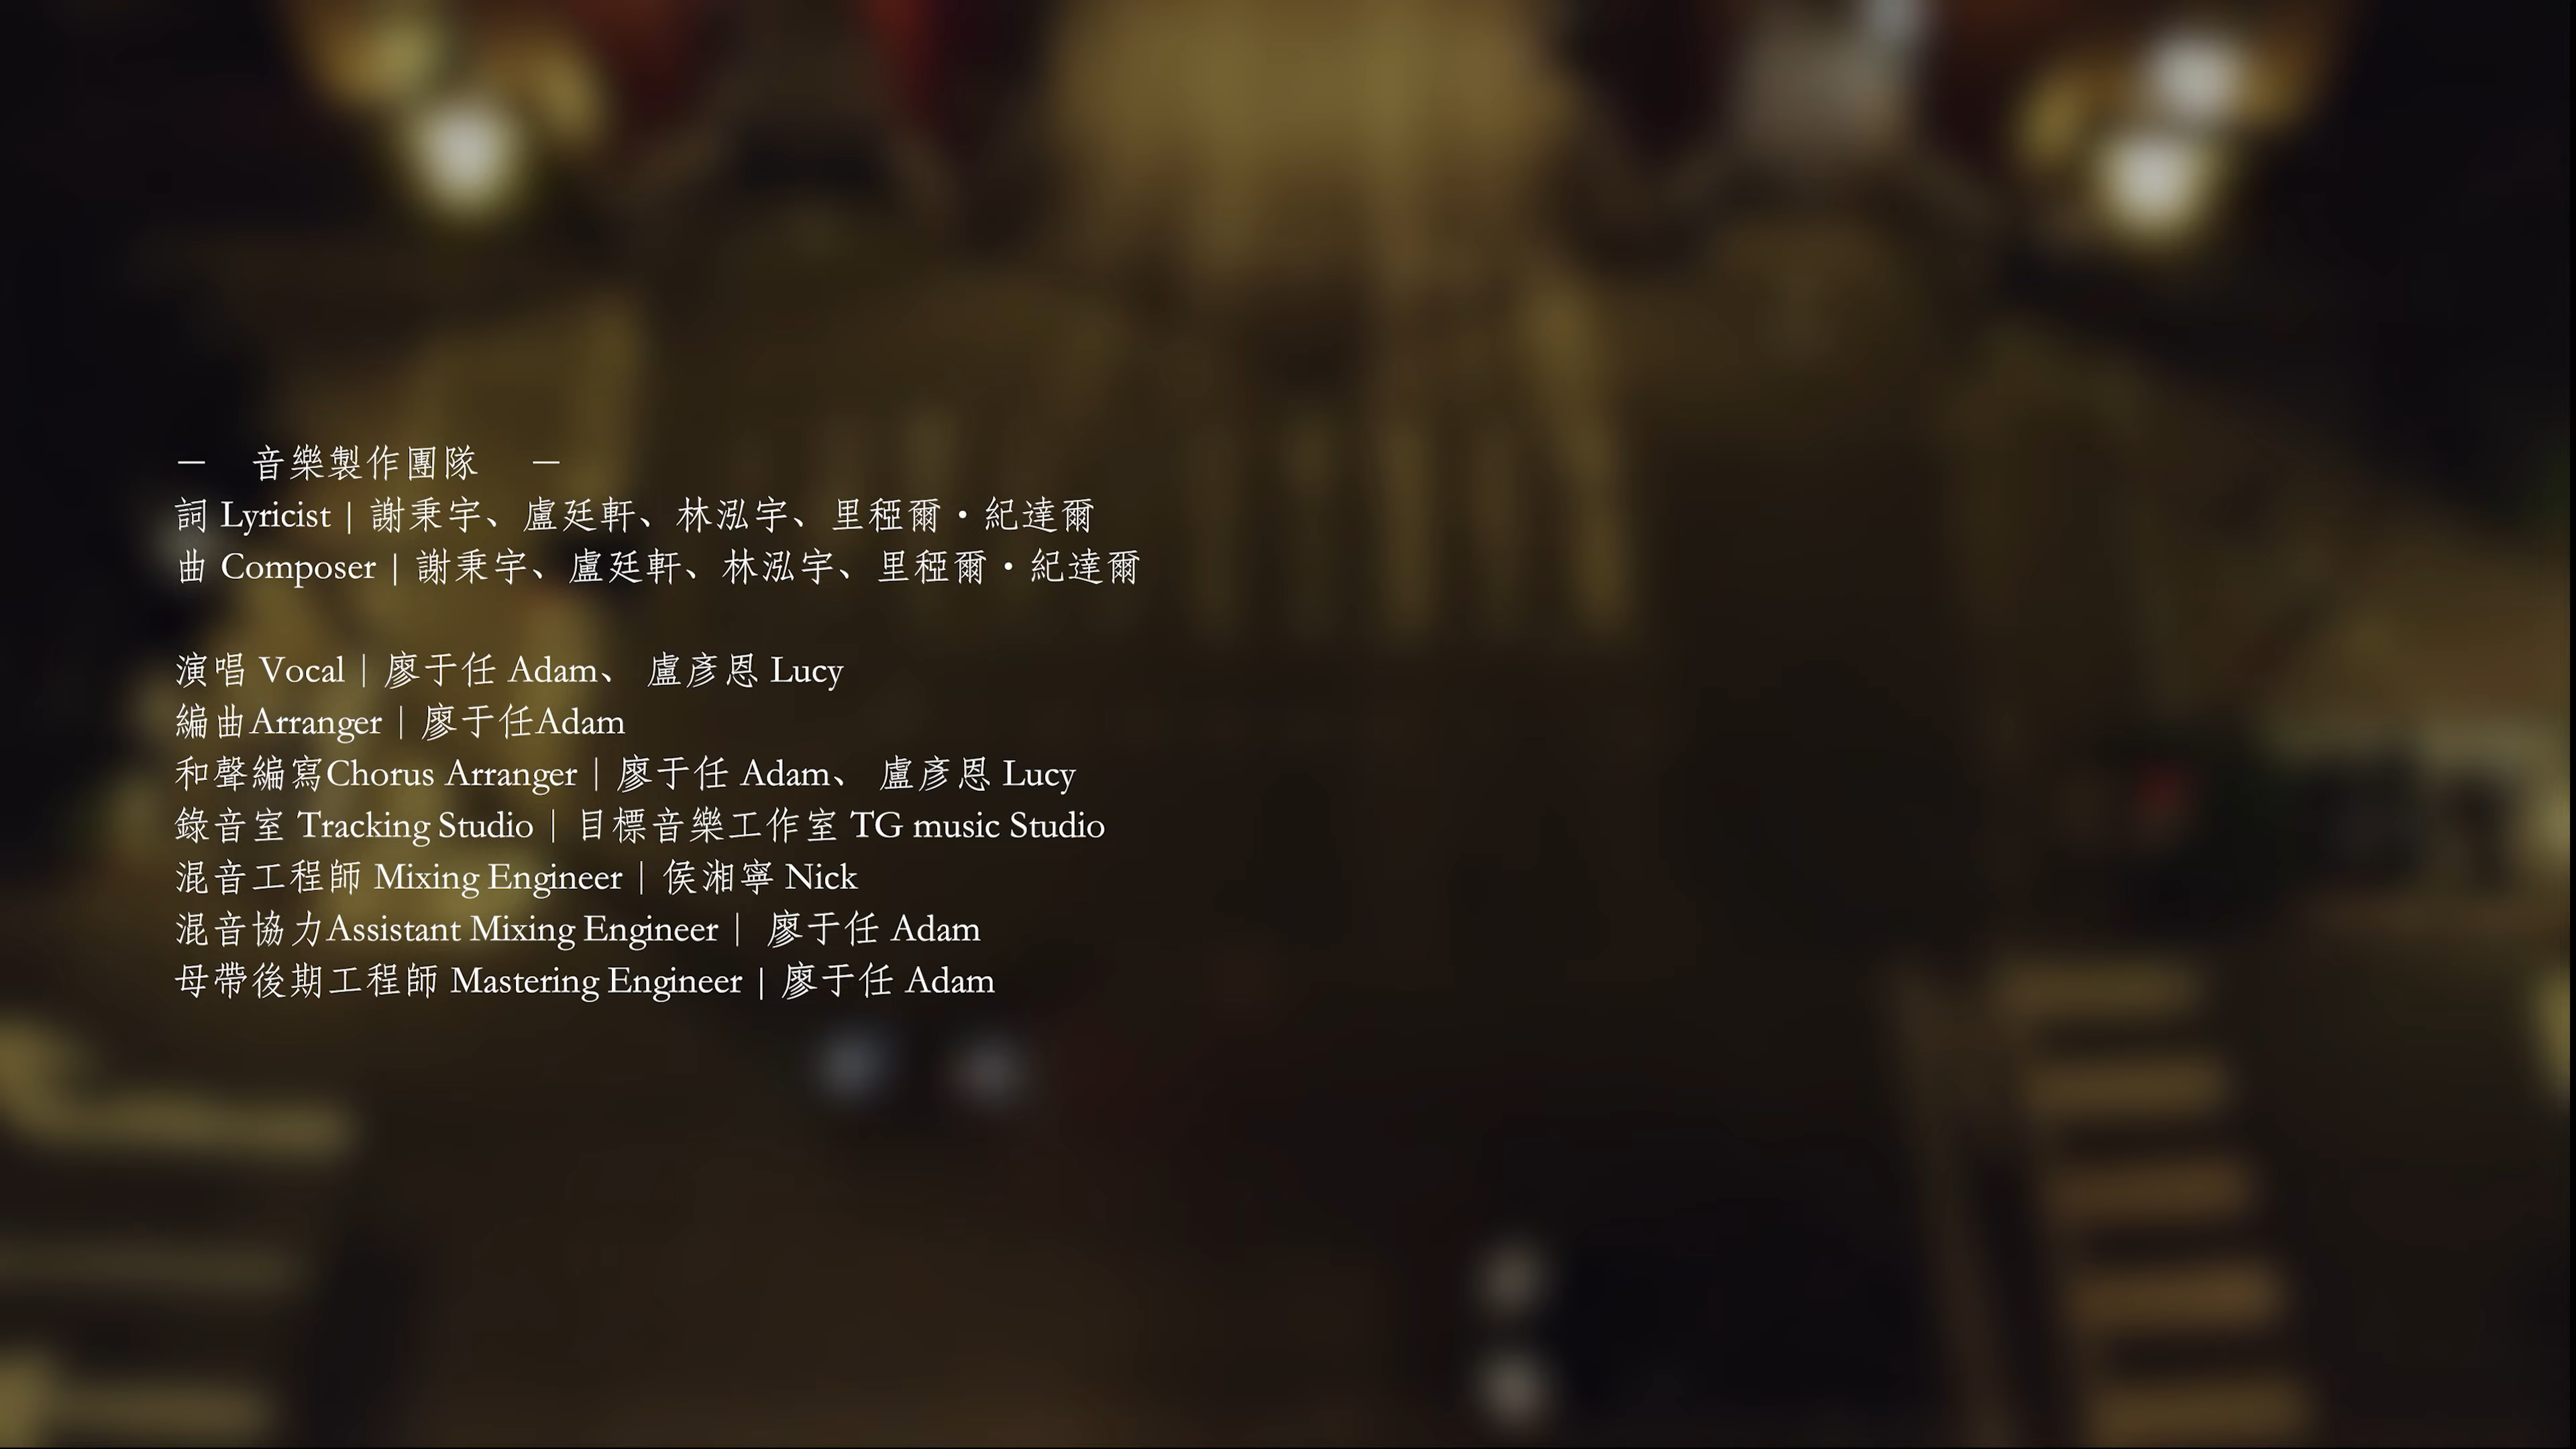 －　音樂製作團隊　－
詞 Lyricist | 謝秉宇、盧廷軒、林泓宇、里稏爾・紀達爾
曲 Composer | 謝秉宇、盧廷軒、林泓宇、里稏爾・紀達爾
演唱 Vocal｜廖于任 Adam、 盧彥恩 Lucy
編曲Arranger｜廖于任Adam
和聲編寫Chorus Arranger｜廖于任 Adam、 盧彥恩 Lucy
錄音室 Tracking Studio｜目標音樂工作室 TG music Studio
混音工程師 Mixing Engineer｜侯湘寧 Nick
混音協力Assistant Mixing Engineer｜ 廖于任 Adam
母帶後期工程師 Mastering Engineer | 廖于任 Adam